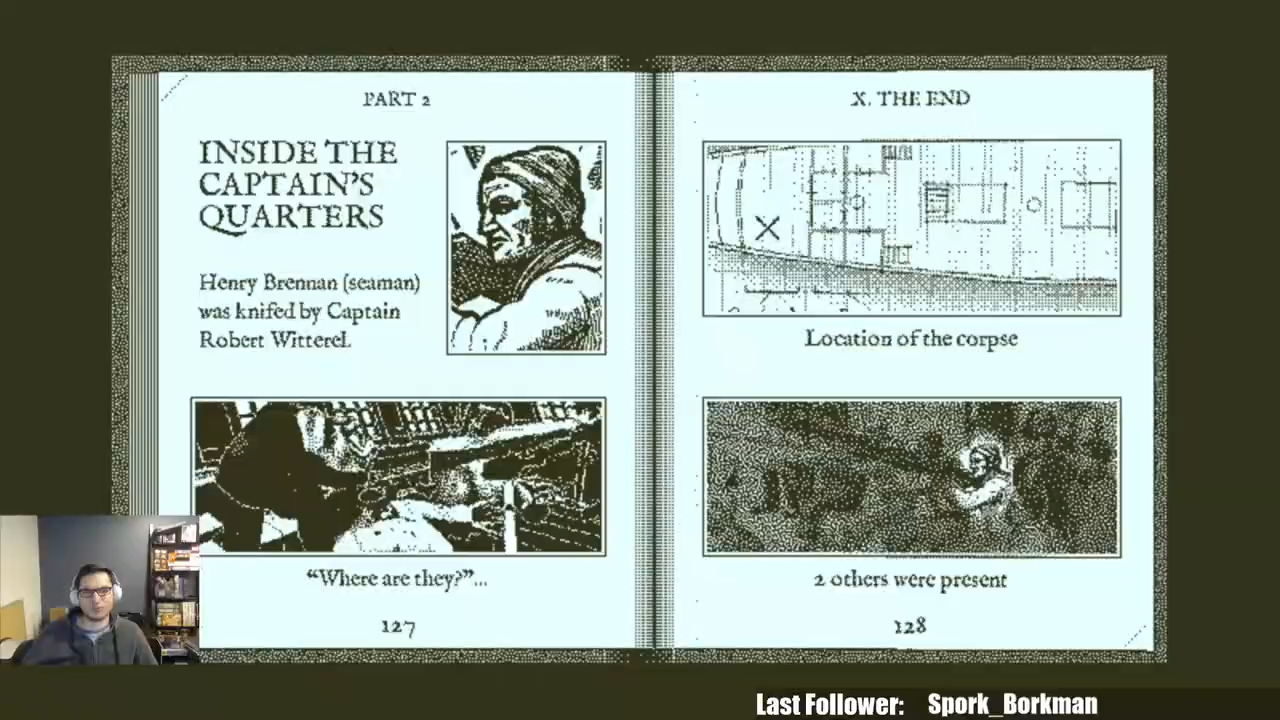 PART 2
INSIDE THE
CAPTAIN'S
QUARTERS
Henry Brennan (seaman)
was knifed by Captain
Robert Witterel.
"Where are they?"...
127
X. THE END
Location of the corpse
2 others were present
128
Last Follower: Spork_Borkman